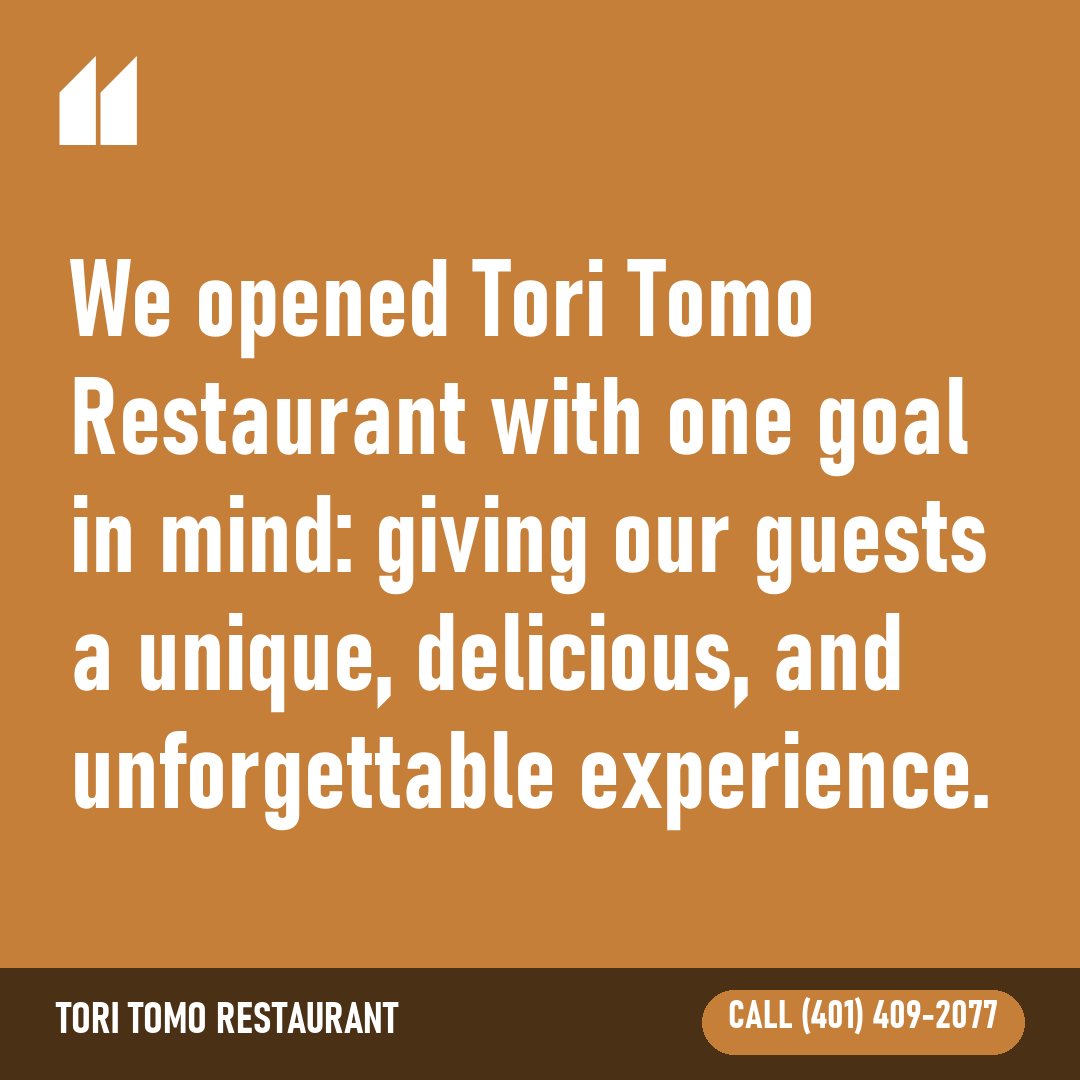 We opened Tori Tomo
Restaurant with one goal
in mind: giving our guests
a unique, delicious, and
unforgettable experience.
TORI TOMO RESTAURANT
CALL (401) 409-2077